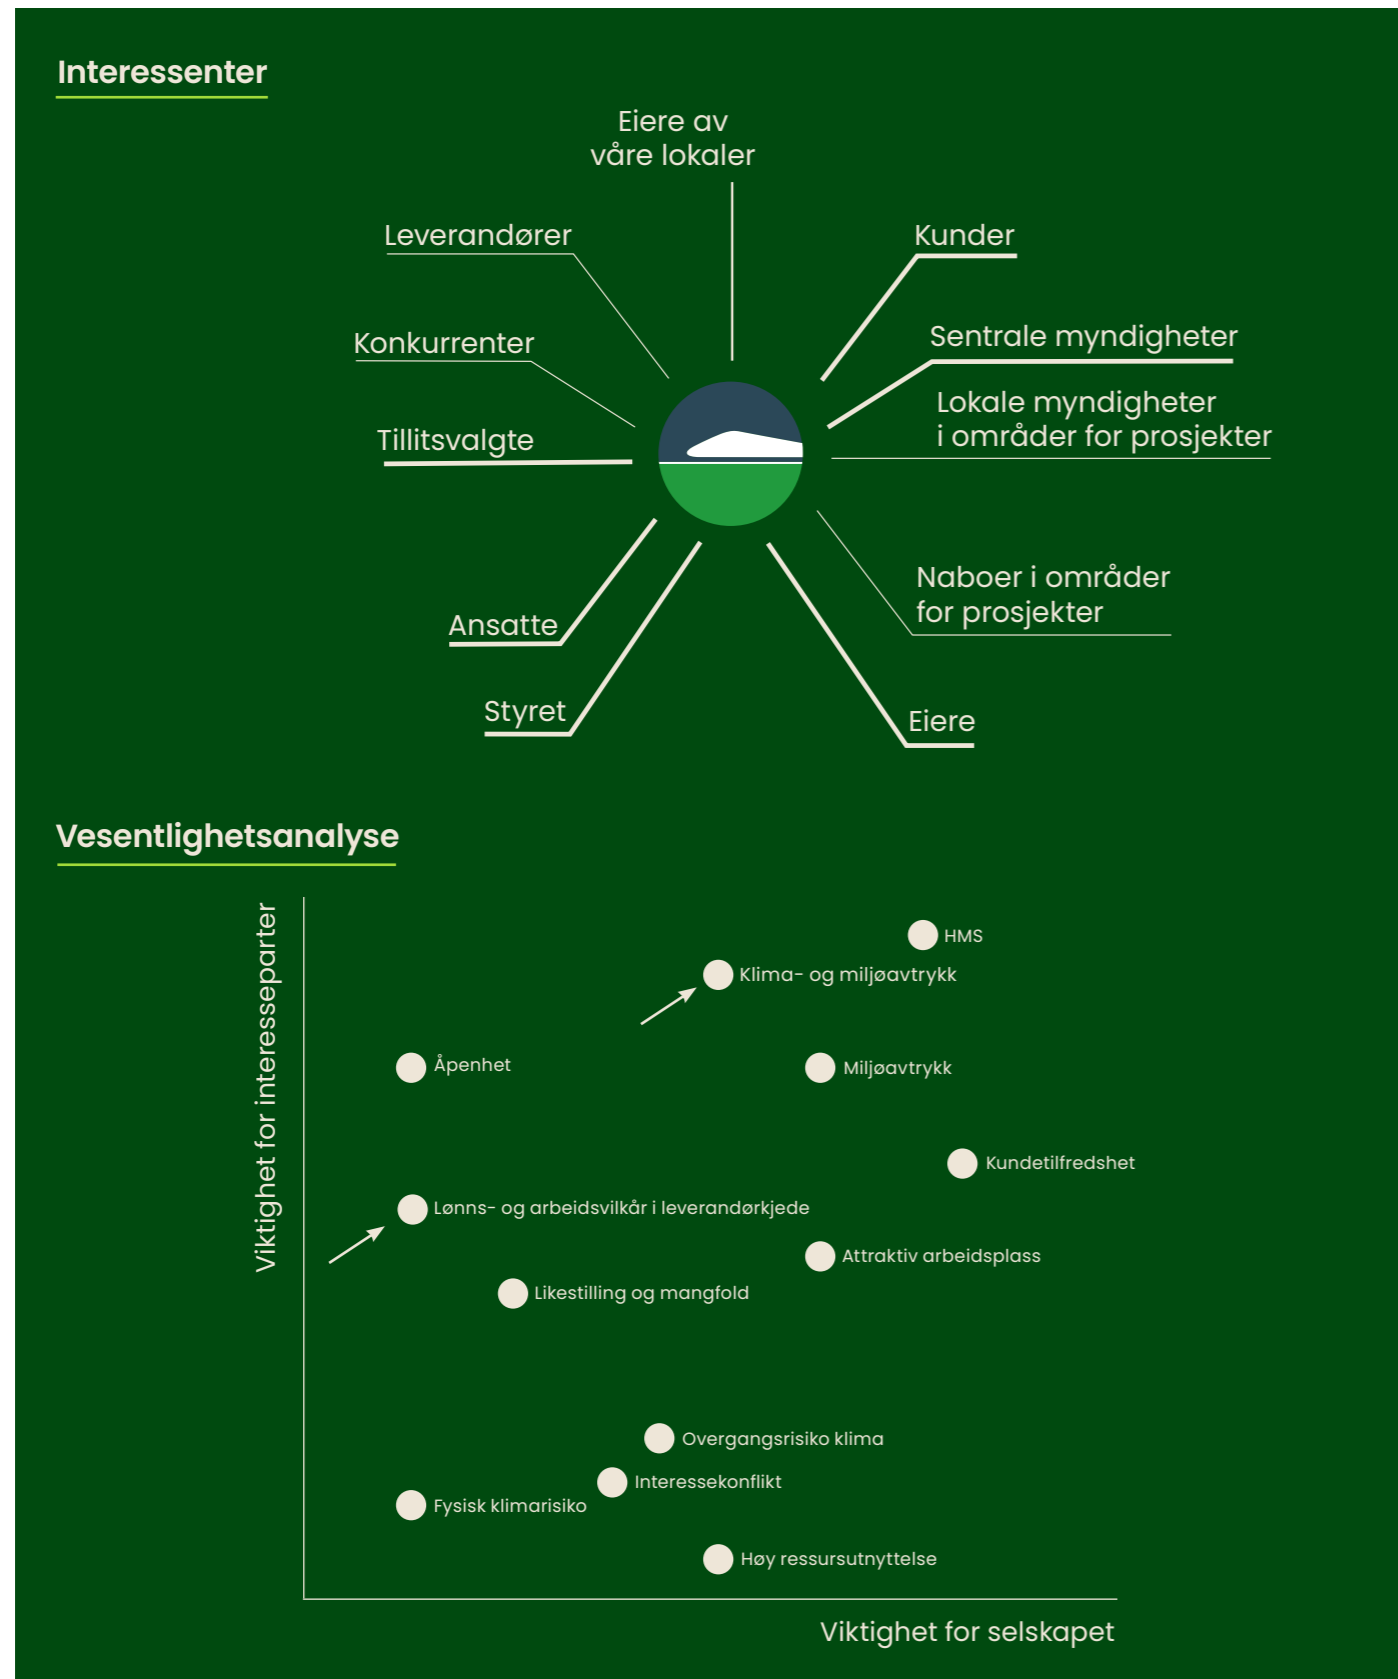 Interessenter
Eiere av
våre lokaler
Leverandører
Kunder
Konkurrenter
Sentrale myndigheter
Lokale myndigheter
i områder for prosjekter
Tillitsvalgte
Naboer i områder
for prosjekter
Ansatte
Styret
Eiere
Vesentlighetsanalyse
Viktighet for interesseparter
HMS
Klima- og miljøavtrykk
Åpenhet
Miljøavtrykk
Kundetilfredshet
Lønns- og arbeidsvilkår i leverandørkjede
Attraktiv arbeidsplass
Likestilling og mangfold
Overgangsrisiko klima
Interessekonflikt
Fysisk klimarisiko
Høy ressursutnyttelse
Viktighet for selskapet